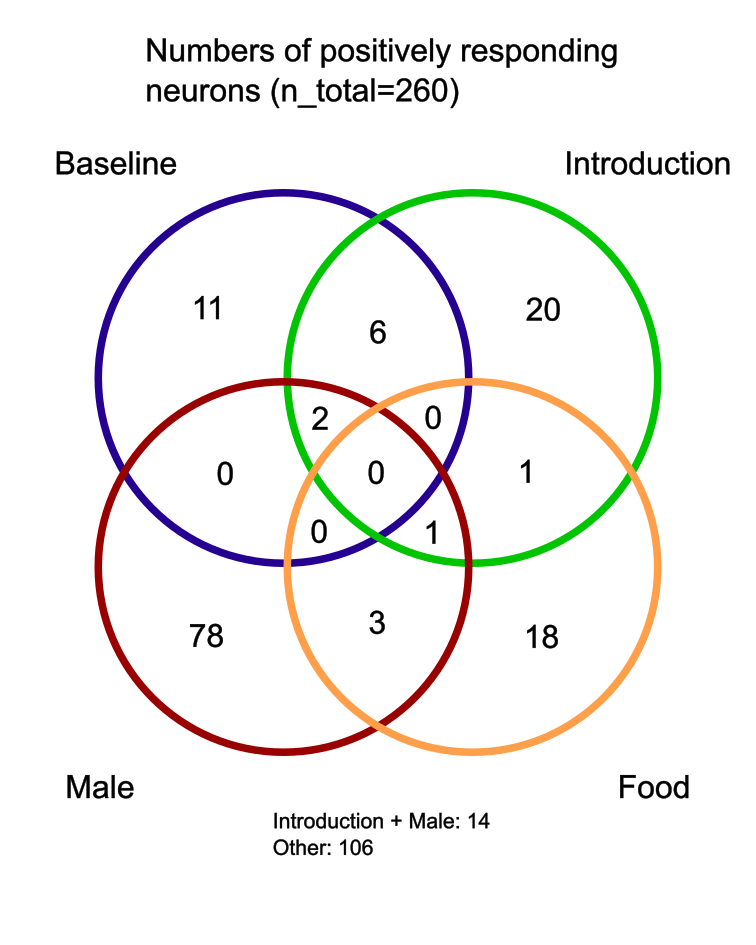 Numbers of positively responding
neurons (n_total=260)
Baseline
Introduction
11
6
20
2
0
0
0
1
0
1
78
3
18
Male
Food
Introduction + Male: 14
Other: 106